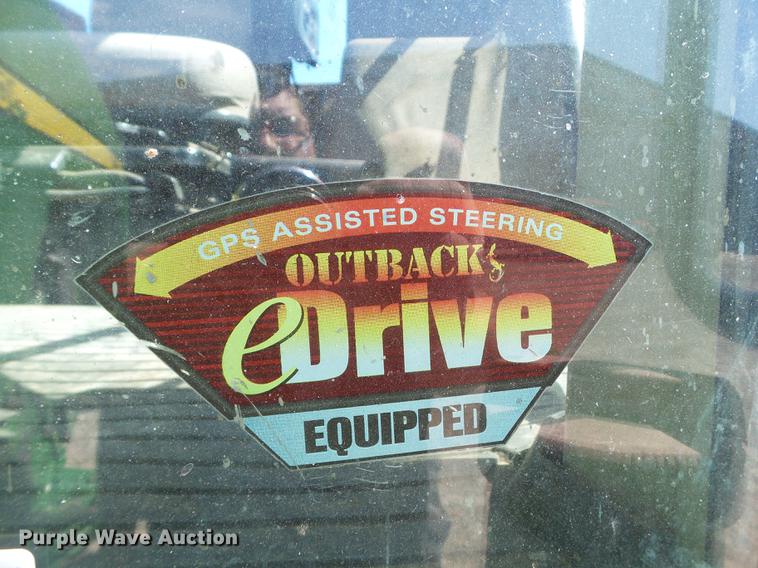 GPS ASSISTED STEERING
OUTBACK
eDrive
EQUIPPED
Purple Wave Auction